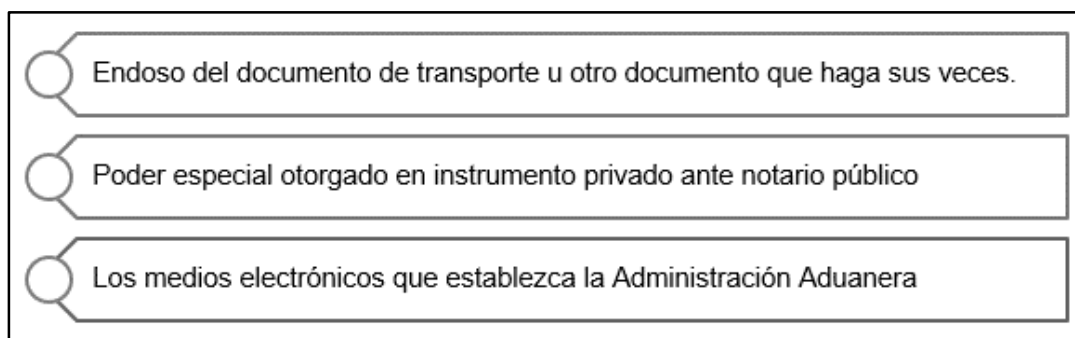 Endoso del documento de transporte u otro documento que haga sus veces.
Poder especial otorgado en instrumento privado ante notario público
Los medios electrónicos que establezca la Administración Aduanera